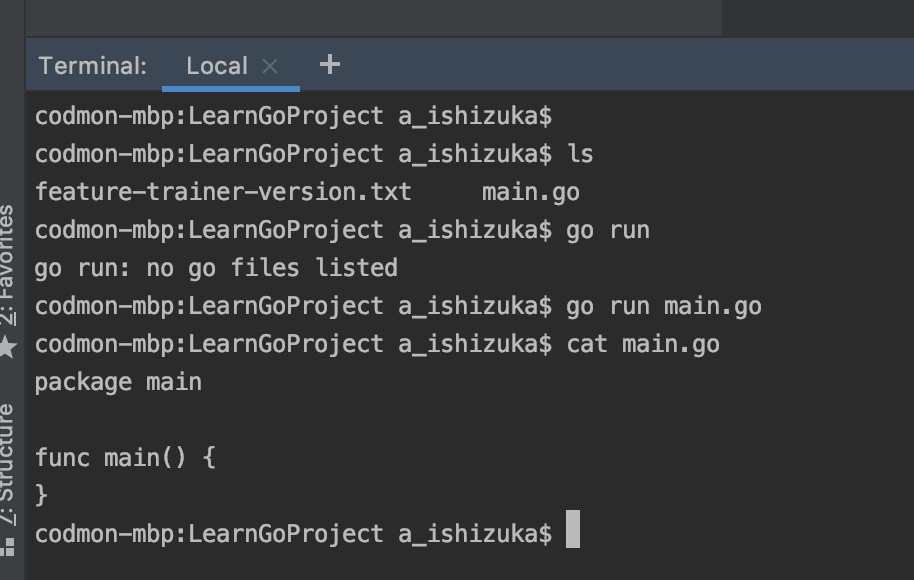 Terminal: Local × +
codmon-mbp:LearnGoProject a_ishizuka$
codmon-mbp:LearnGoProject a_ishizuka$ ls
feature-trainer-version.txt     main.go
codmon-mbp:LearnGoProject a_ishizuka$ go run
go run: no go files listed
codmon-mbp:LearnGoProject a_ishizuka$ go run main.go
codmon-mbp:LearnGoProject a_ishizuka$ cat main.go
package main

func main() {
}
codmon-mbp:LearnGoProject a_ishizuka$
2: Favorites
7: Structure